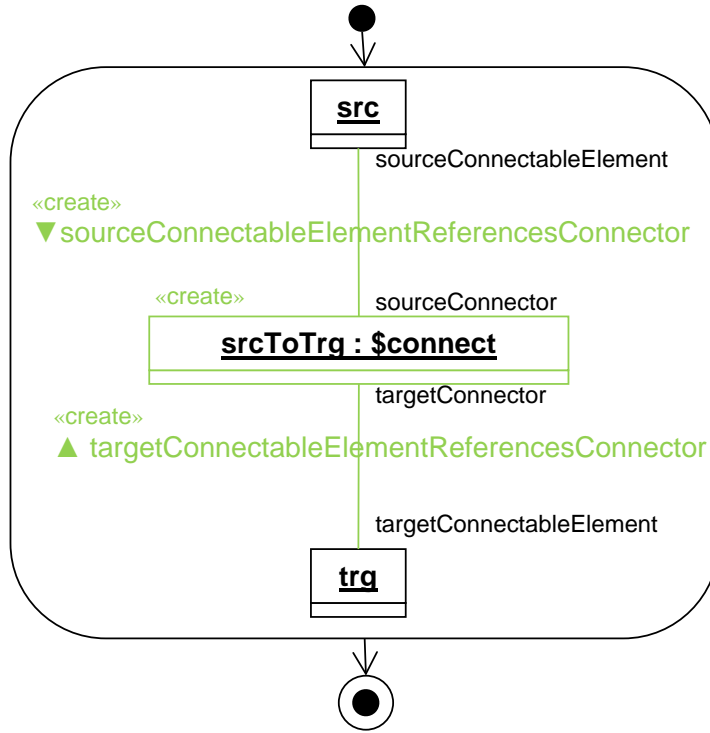 src
sourceConnectableElement
«create»
▼sourceConnectableElementReferencesConnector
«create»
sourceConnector
srcToTrg : $connect
targetConnector
«create»
▲ targetConnectableElementReferencesConnector
targetConnectableElement
trg